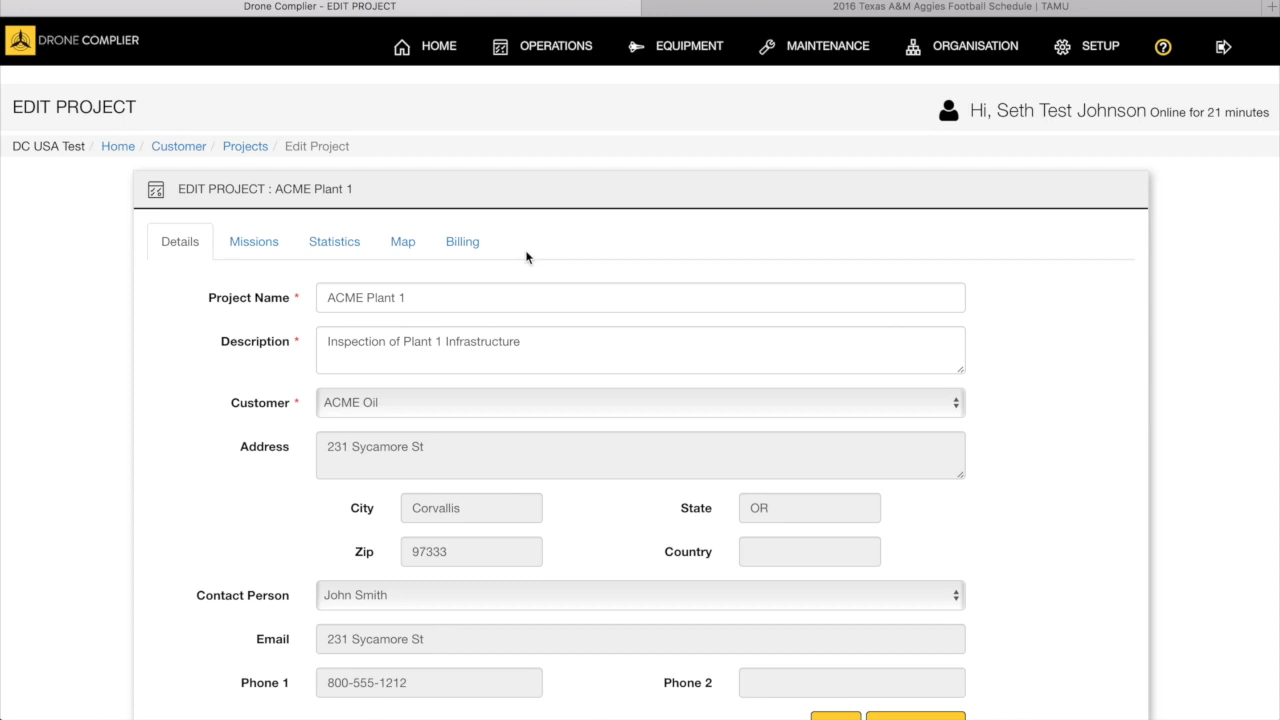 Drone Complier - EDIT PROJECT
2016 Texas A&M Aggies Football Schedule | TAMU
DRONE COMPLIER
HOME
OPERATIONS
EQUIPMENT
MAINTENANCE
ORGANISATION
SETUP
?
EDIT PROJECT
Hi, Seth Test Johnson Online for 21 minutes
DC USA Test / Home / Customer / Projects / Edit Project
EDIT PROJECT : ACME Plant 1
Details
Missions
Statistics
Map
Billing
Project Name * ACME Plant 1
Description * Inspection of Plant 1 Infrastructure
Customer * ACME Oil
Address 231 Sycamore St
City Corvallis State OR
Zip 97333 Country
Contact Person John Smith
Email 231 Sycamore St
Phone 1 800-555-1212 Phone 2